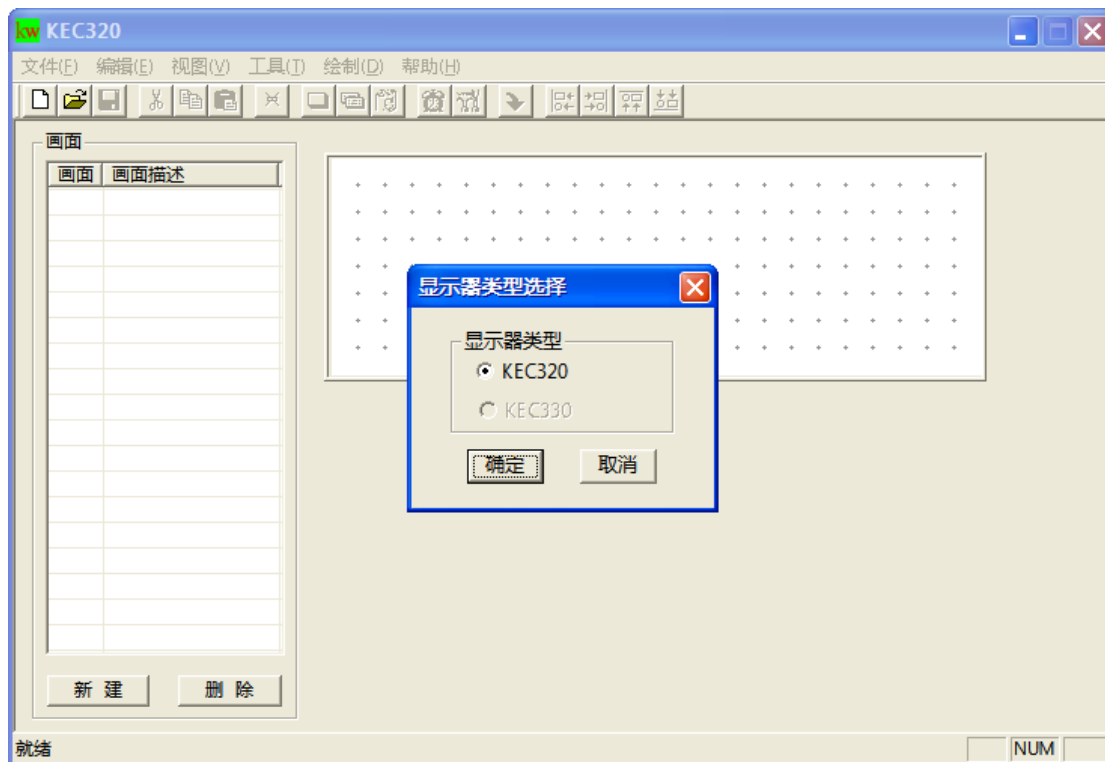 kw KEC320
文件(F) 编辑(E) 视图(V) 工具(T) 绘制(D) 帮助(H)
画面
画面 画面描述
显示器类型选择
显示器类型
KEC320
KEC330
确定 取消
新 建 删 除
就绪 NUM